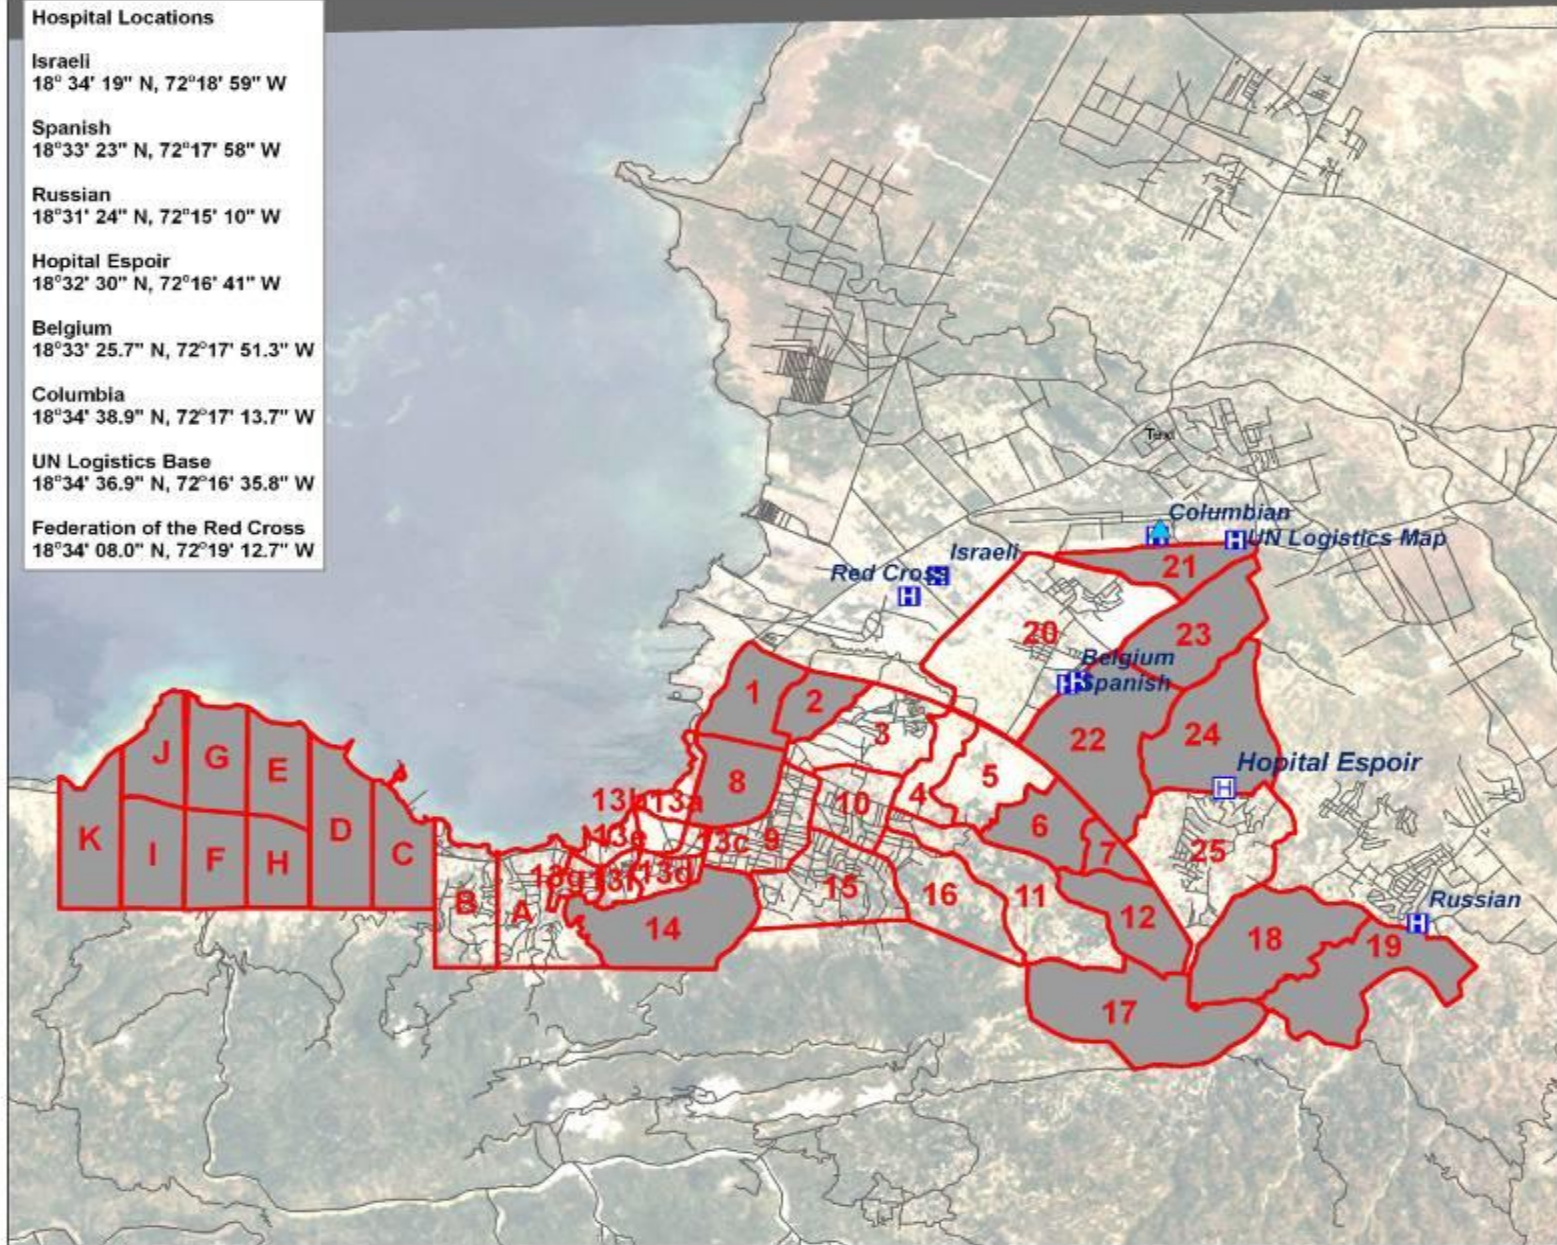 Hospital Locations
Israeli
18° 34' 19" N, 72°18' 59" W
Spanish
18°33' 23" N, 72°17' 58" W
Russian
18°31' 24" N, 72°15' 10" W
Hopital Espoir
18°32' 30" N, 72°16' 41" W
Belgium
18°33' 25.7" N, 72°17' 51.3" W
Columbia
18°34' 38.9" N, 72°17' 13.7" W
UN Logistics Base
18°34' 36.9" N, 72°16' 35.8" W
Federation of the Red Cross
18°34' 08.0" N, 72°19' 12.7" W
Text
Columbian
H
H UN Logistics Map
Israeli
Red Cross
H
H
21
20
23
Belgium
H H Spanish
1
2
3
22
24
J
G
E
5
Hopital Espoir
H
8
10
4
13b
13a
K
I
F
H
D
C
13e
13c
9
6
7
25
13g
13f
13d
B
A
15
16
11
12
14
Russian
H
18
19
17